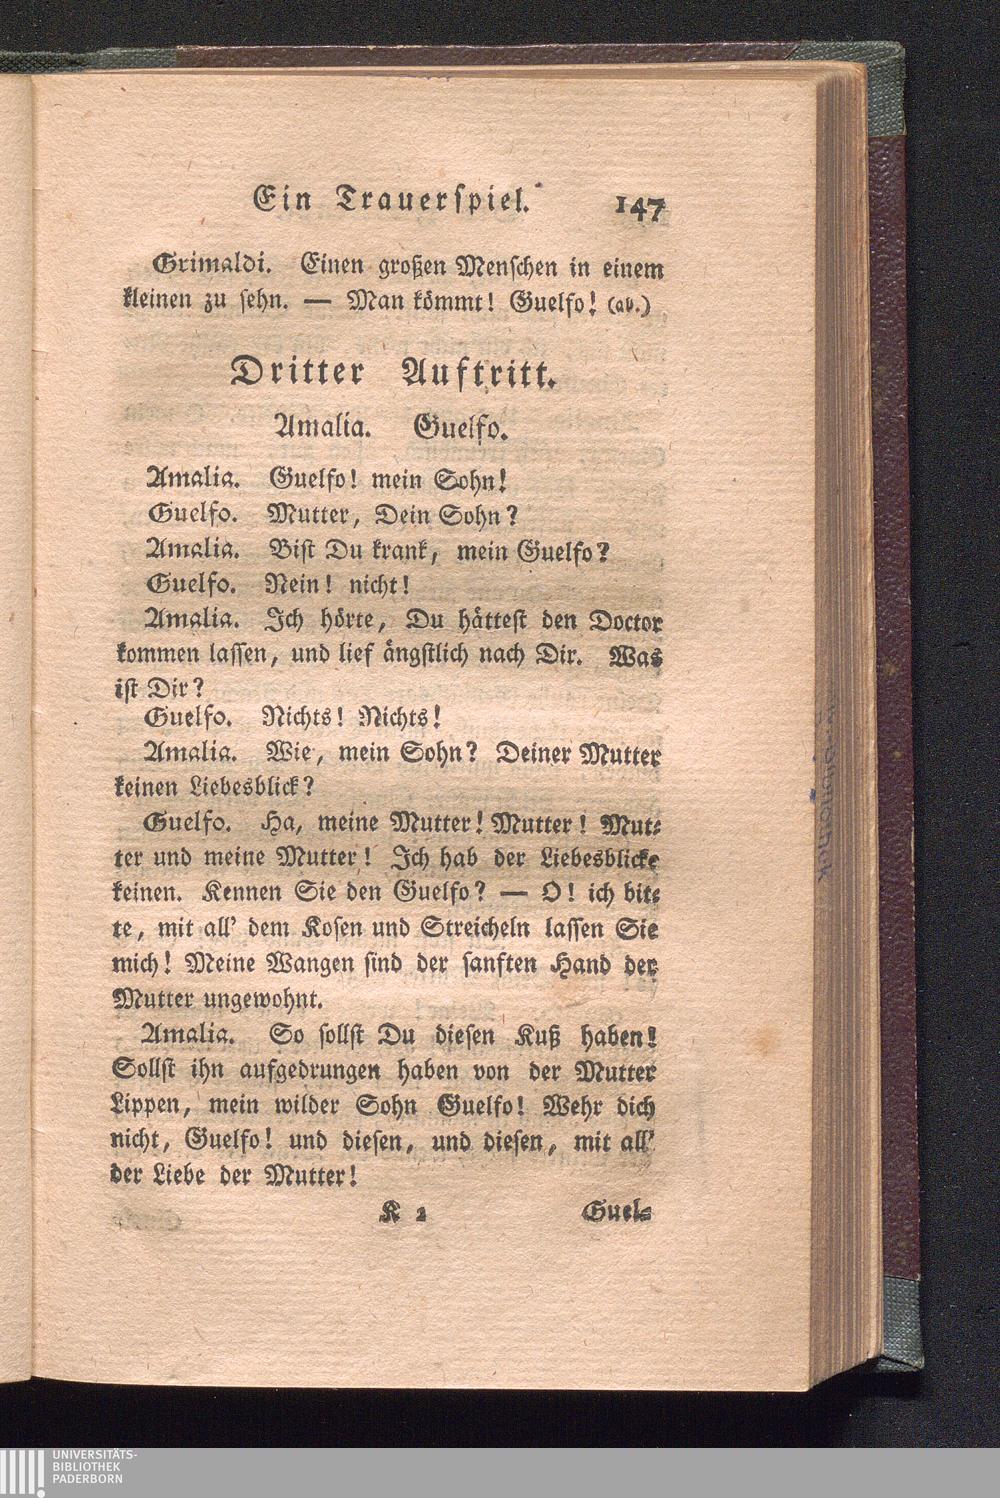 Ein Trauerspiel. 147
Grimaldi. Einen großen Menschen in einem
kleinen zu sehn. — Man kömmt! Guelfo! (ab.)
Dritter Auftritt.
Amalia. Guelfo.
Amalia. Guelfo! mein Sohn!
Guelfo. Mutter, Dein Sohn?
Amalia. Bist Du krank, mein Guelfo?
Guelfo. Nein! nicht!
Amalia. Ich hörte, Du hättest den Doctor
kommen lassen, und lief ängstlich nach Dir. Was
ist Dir?
Guelfo. Nichts! Nichts!
Amalia. Wie, mein Sohn? Deiner Mutter
keinen Liebesblick?
Guelfo. Ha, meine Mutter! Mutter! Mut-
ter und meine Mutter! Ich hab der Liebesblicke
keinen. Kennen Sie den Guelfo? — O! ich bit-
te, mit all' dem Kosen und Streicheln lassen Sie
mich! Meine Wangen sind der sanften Hand der
Mutter ungewohnt.
Amalia. So sollst Du diesen Kuß haben!
Sollst ihn aufgedrungen haben von der Mutter
Lippen, mein wilder Sohn Guelfo! Wehr dich
nicht, Guelfo! und diesen, und diesen, mit all'
der Liebe der Mutter!
K 2 Guel-
UNIVERSITÄTS-
BIBLIOTHEK
PADERBORN